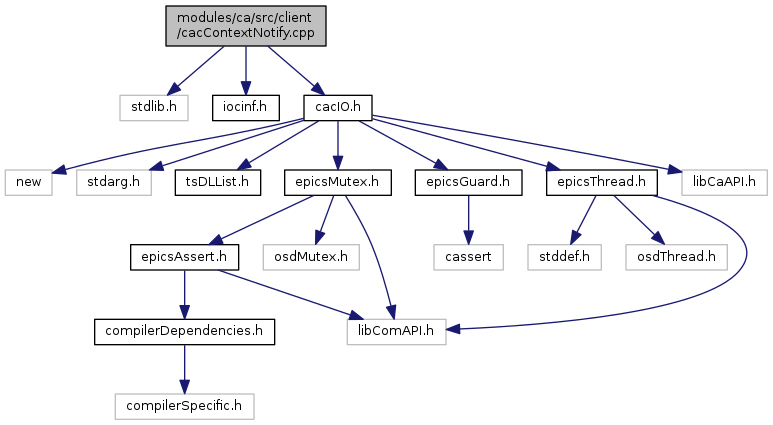 modules/ca/src/client
/cacContextNotify.cpp
stdlib.h
iocinf.h
cacIO.h
new
stdarg.h
tsDLList.h
epicsMutex.h
epicsGuard.h
epicsThread.h
libCaAPI.h
epicsAssert.h
osdMutex.h
cassert
stddef.h
osdThread.h
compilerDependencies.h
libComAPI.h
compilerSpecific.h